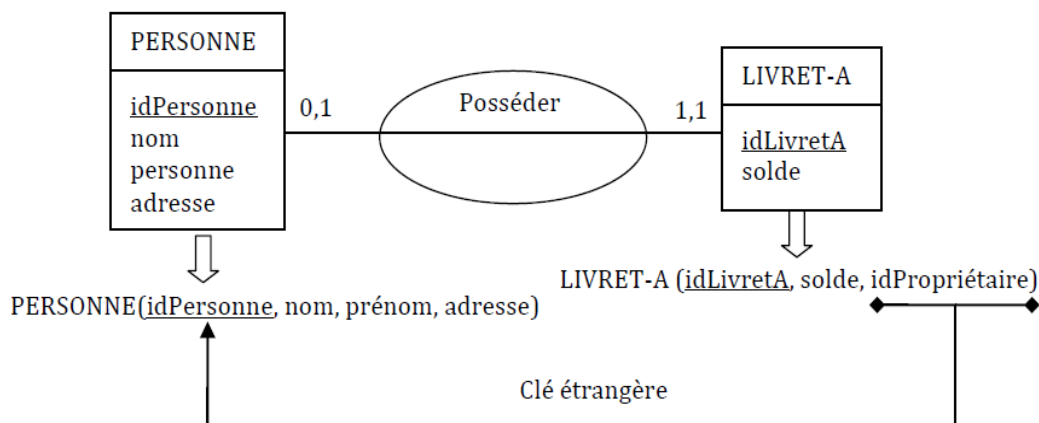 PERSONNE
idPersonne
nom
personne
adresse
0,1
Posséder
1,1
LIVRET-A
idLivretA
solde
PERSONNE(idPersonne, nom, prénom, adresse)
LIVRET-A (idLivretA, solde, idPropriétaire)
Clé étrangère